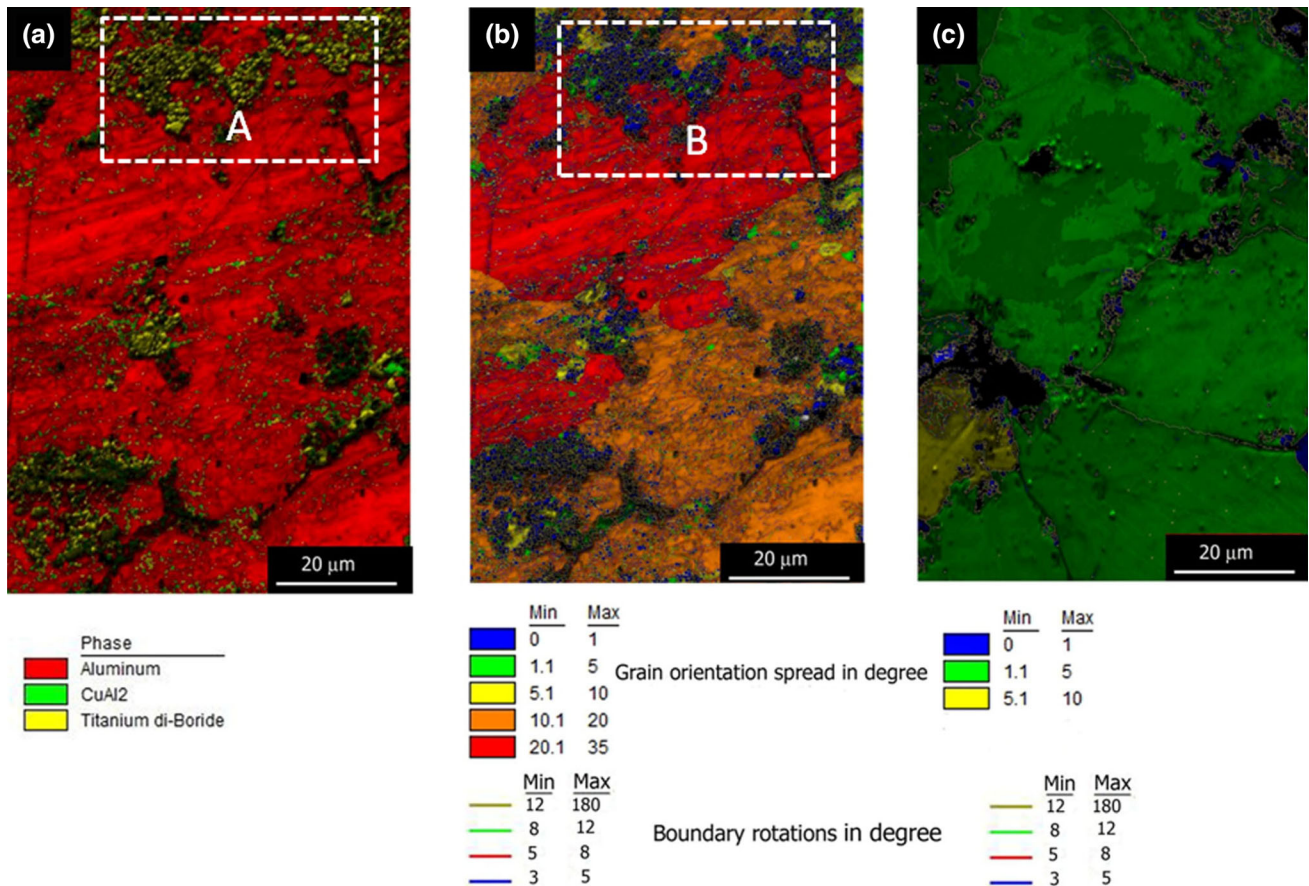 (a)
(b)
(c)
A
B
20 μm
20 μm
20 μm
Phase
Aluminum
CuAl2
Titanium di-Boride
Min Max
0 1
1.1 5
5.1 10
10.1 20
20.1 35
Grain orientation spread in degree
Min Max
0 1
1.1 5
5.1 10
Min Max
12 180
8 12
5 8
3 5
Boundary rotations in degree
Min Max
12 180
8 12
5 8
3 5